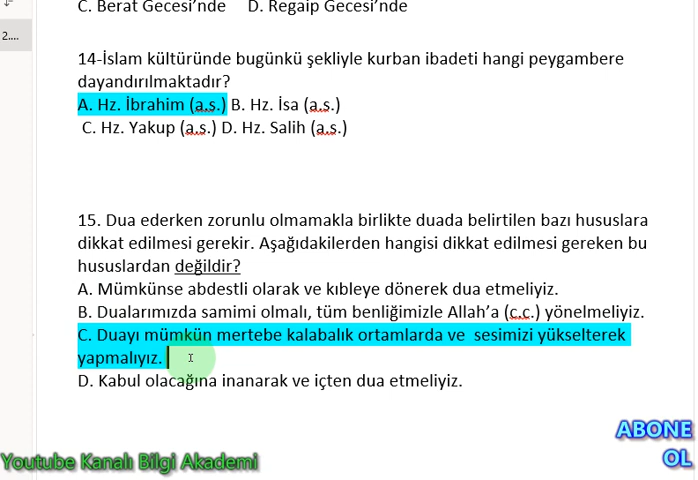 C. Berat Gecesi'nde D. Regaip Gecesi'nde
2....
14-İslam kültüründe bugünkü şekliyle kurban ibadeti hangi peygambere
dayandırılmaktadır?
A. Hz. İbrahim (a.s.) B. Hz. İsa (a.s.)
C. Hz. Yakup (a.s.) D. Hz. Salih (a.s.)
15. Dua ederken zorunlu olmamakla birlikte duada belirtilen bazı hususlara
dikkat edilmesi gerekir. Aşağıdakilerden hangisi dikkat edilmesi gereken bu
hususlardan değildir?
A. Mümkünse abdestli olarak ve kıbleye dönerek dua etmeliyiz.
B. Dualarımızda samimi olmalı, tüm benliğimizle Allah'a (c.c.) yönelmeliyiz.
C. Duayı mümkün mertebe kalabalık ortamlarda ve sesimizi yükselterek
yapmalıyız.
D. Kabul olacağına inanarak ve içten dua etmeliyiz.
ABONE
OL
Youtube Kanalı Bilgi Akademi